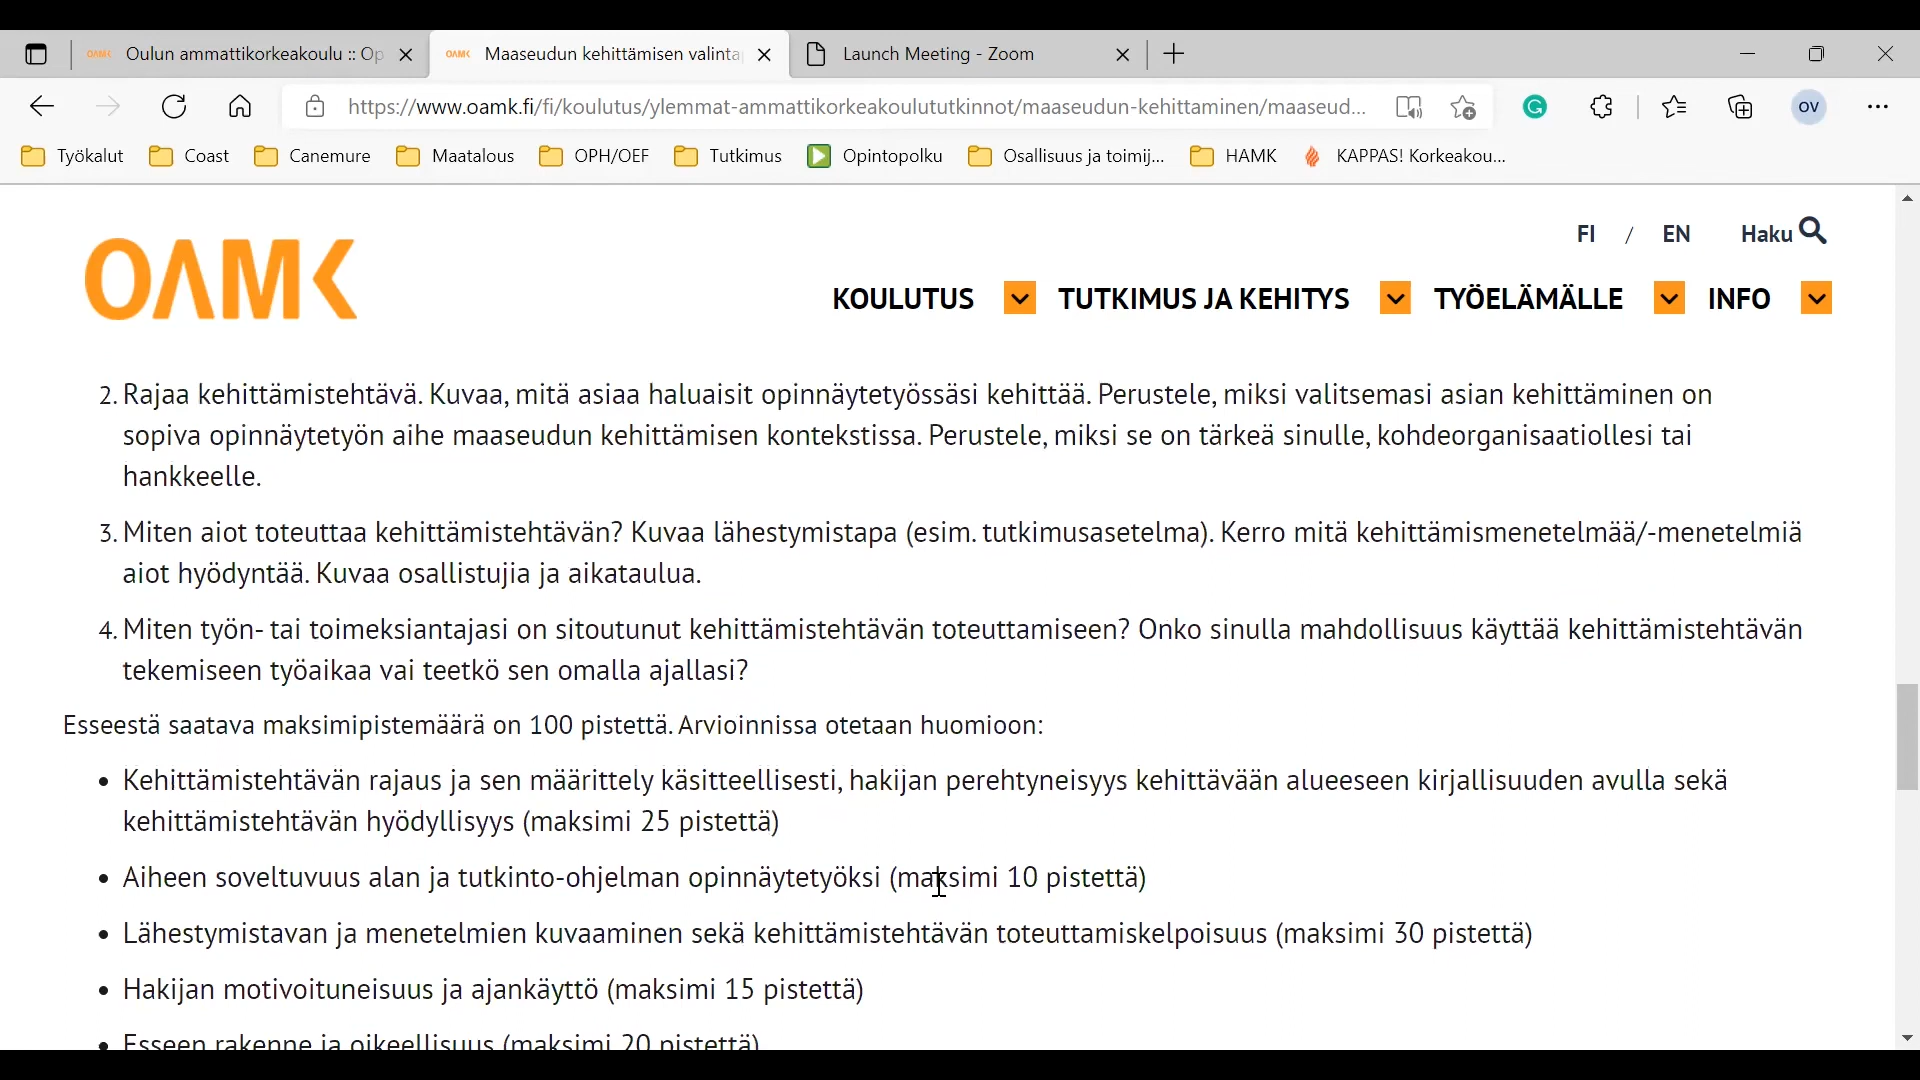 Oulun ammattikorkeakoulu :: Op
Maaseudun kehittämisen valinta
Launch Meeting - Zoom
https://www.oamk.fi/fi/koulutus/ylemmat-ammattikorkeakoulututkinnot/maaseudun-kehittaminen/maaseud...
OV
Työkalut
Coast
Canemure
Maatalous
OPH/OEF
Tutkimus
Opintopolku
Osallisuus ja toimij...
HAMK
KAPPAS! Korkeakou...
OAMK
FI / EN Haku
KOULUTUS TUTKIMUS JA KEHITYS TYÖELÄMÄLLE INFO
2. Rajaa kehittämistehtävä. Kuvaa, mitä asiaa haluaisit opinnäytetyössäsi kehittää. Perustele, miksi valitsemasi asian kehittäminen on
sopiva opinnäytetyön aihe maaseudun kehittämisen kontekstissa. Perustele, miksi se on tärkeä sinulle, kohdeorganisaatiollesi tai
hankkeelle.
3. Miten aiot toteuttaa kehittämistehtävän? Kuvaa lähestymistapa (esim. tutkimusasetelma). Kerro mitä kehittämismenetelmää/-menetelmiä
aiot hyödyntää. Kuvaa osallistujia ja aikataulua.
4. Miten työn- tai toimeksiantajasi on sitoutunut kehittämistehtävän toteuttamiseen? Onko sinulla mahdollisuus käyttää kehittämistehtävän
tekemiseen työaikaa vai teetkö sen omalla ajallasi?
Esseestä saatava maksimipistemäärä on 100 pistettä. Arvioinnissa otetaan huomioon:
• Kehittämistehtävän rajaus ja sen määrittely käsitteellisesti, hakijan perehtyneisyys kehittävään alueeseen kirjallisuuden avulla sekä
kehittämistehtävän hyödyllisyys (maksimi 25 pistettä)
• Aiheen soveltuvuus alan ja tutkinto-ohjelman opinnäytetyöksi (maksimi 10 pistettä)
• Lähestymistavan ja menetelmien kuvaaminen sekä kehittämistehtävän toteuttamiskelpoisuus (maksimi 30 pistettä)
• Hakijan motivoituneisuus ja ajankäyttö (maksimi 15 pistettä)
• Esseen rakenne ja oikeellisuus (maksimi 20 pistettä)